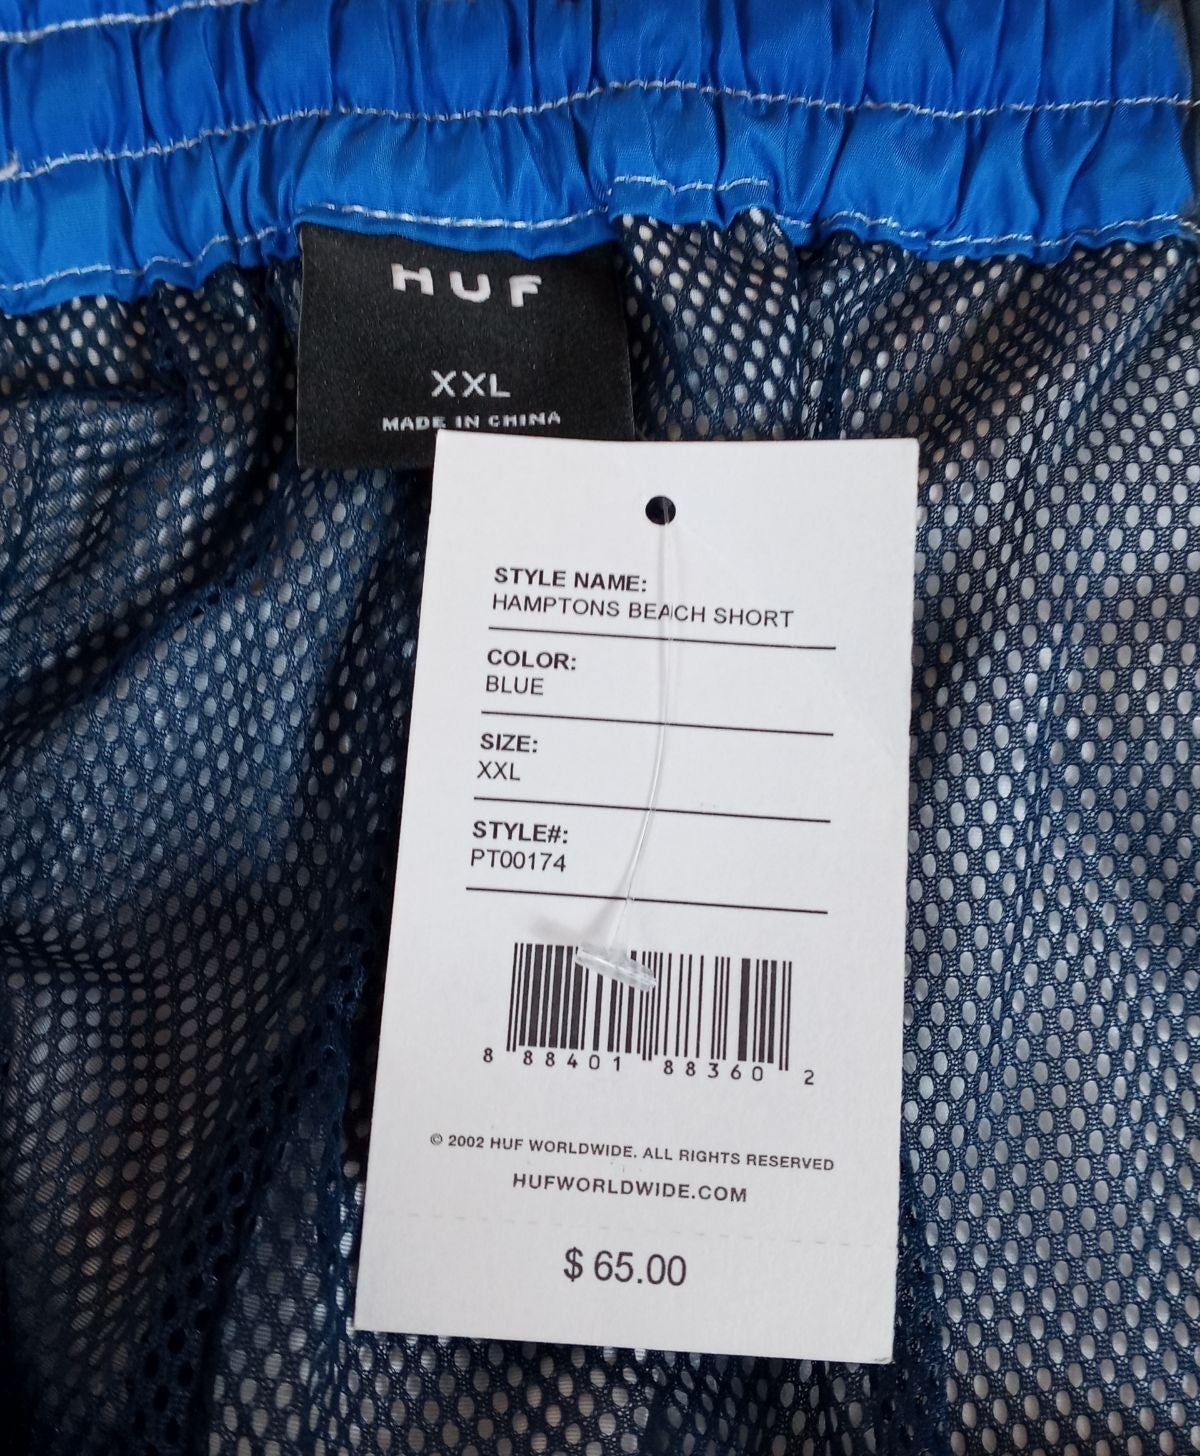 HUF
XXL
MADE IN CHINA
STYLE NAME:
HAMPTONS BEACH SHORT
COLOR:
BLUE
SIZE:
XXL
STYLE#:
PT00174
8 88401 88360 2
© 2002 HUF WORLDWIDE. ALL RIGHTS RESERVED
HUFWORLDWIDE.COM
$ 65.00